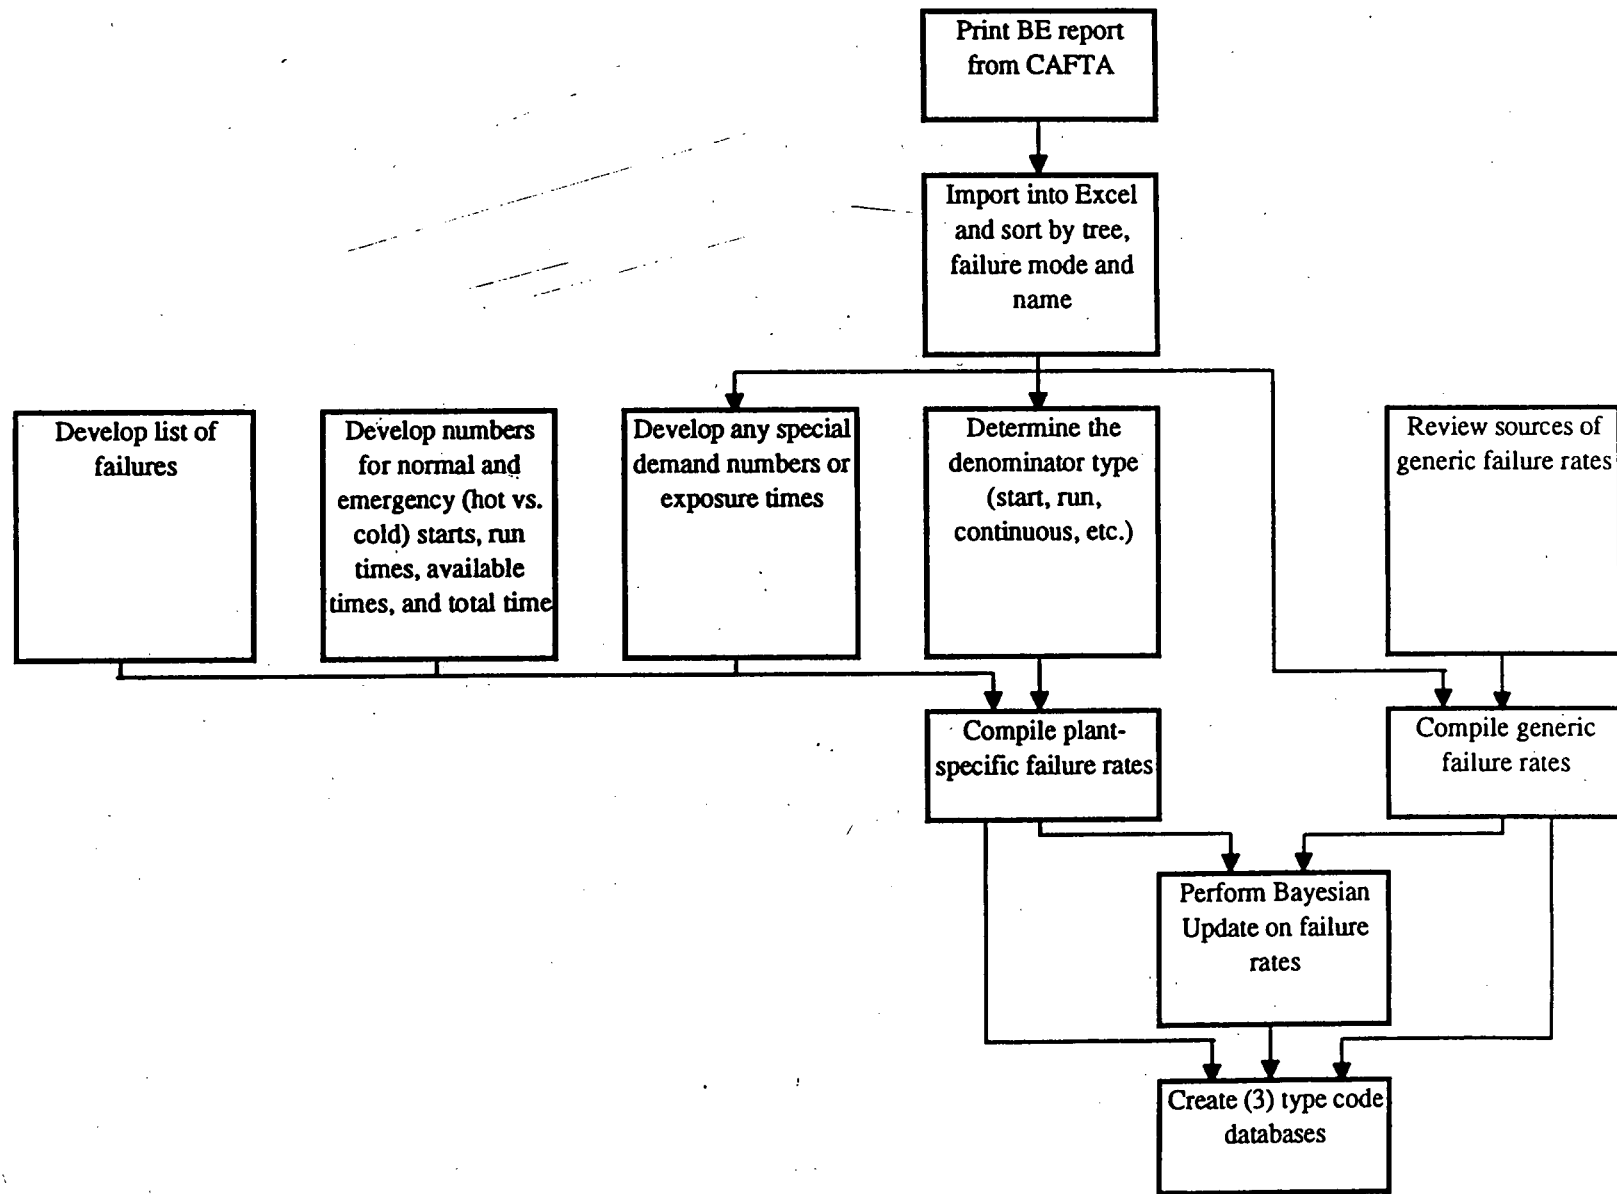 Print BE report
from CAFTA
Import into Excel
and sort by tree,
failure mode and
name
Develop list of
failures
Develop numbers
for normal and
emergency (hot vs.
cold) starts, run
times, available
times, and total time
Develop any special
demand numbers or
exposure times
Determine the
denominator type
(start, run,
continuous, etc.)
Review sources of
generic failure rates
Compile plant-
specific failure rates
Compile generic
failure rates
Perform Bayesian
Update on failure
rates
Create (3) type code
databases